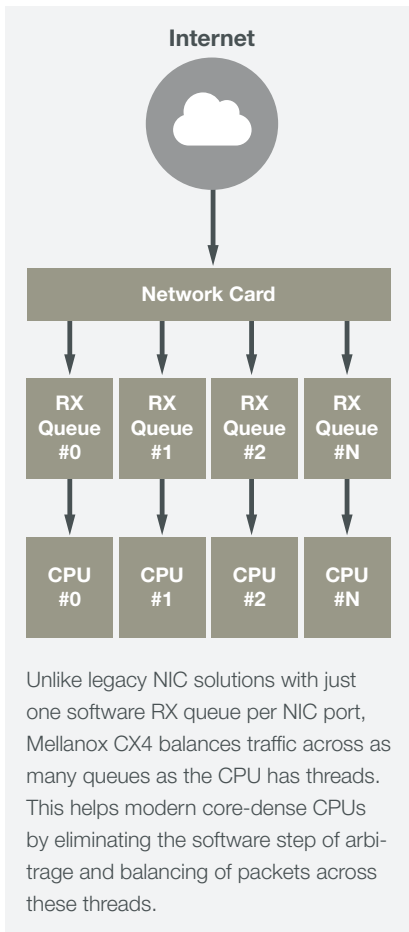 Internet
Network Card
RX
Queue
#0
RX
Queue
#1
RX
Queue
#2
RX
Queue
#N
CPU
#0
CPU
#1
CPU
#2
CPU
#N
Unlike legacy NIC solutions with just
one software RX queue per NIC port,
Mellanox CX4 balances traffic across as
many queues as the CPU has threads.
This helps modern core-dense CPUs
by eliminating the software step of arbi-
trage and balancing of packets across
these threads.